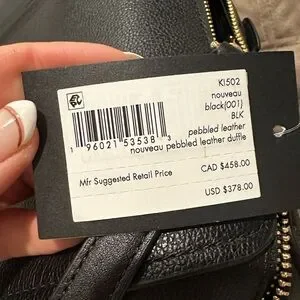 K1502
nouveau
black(001)
BLK
1 96021 53538 3
pebbled leather
nouveau pebbled leather duffle
Mfr Suggested Retail Price
CAD $458.00
USD $378.00